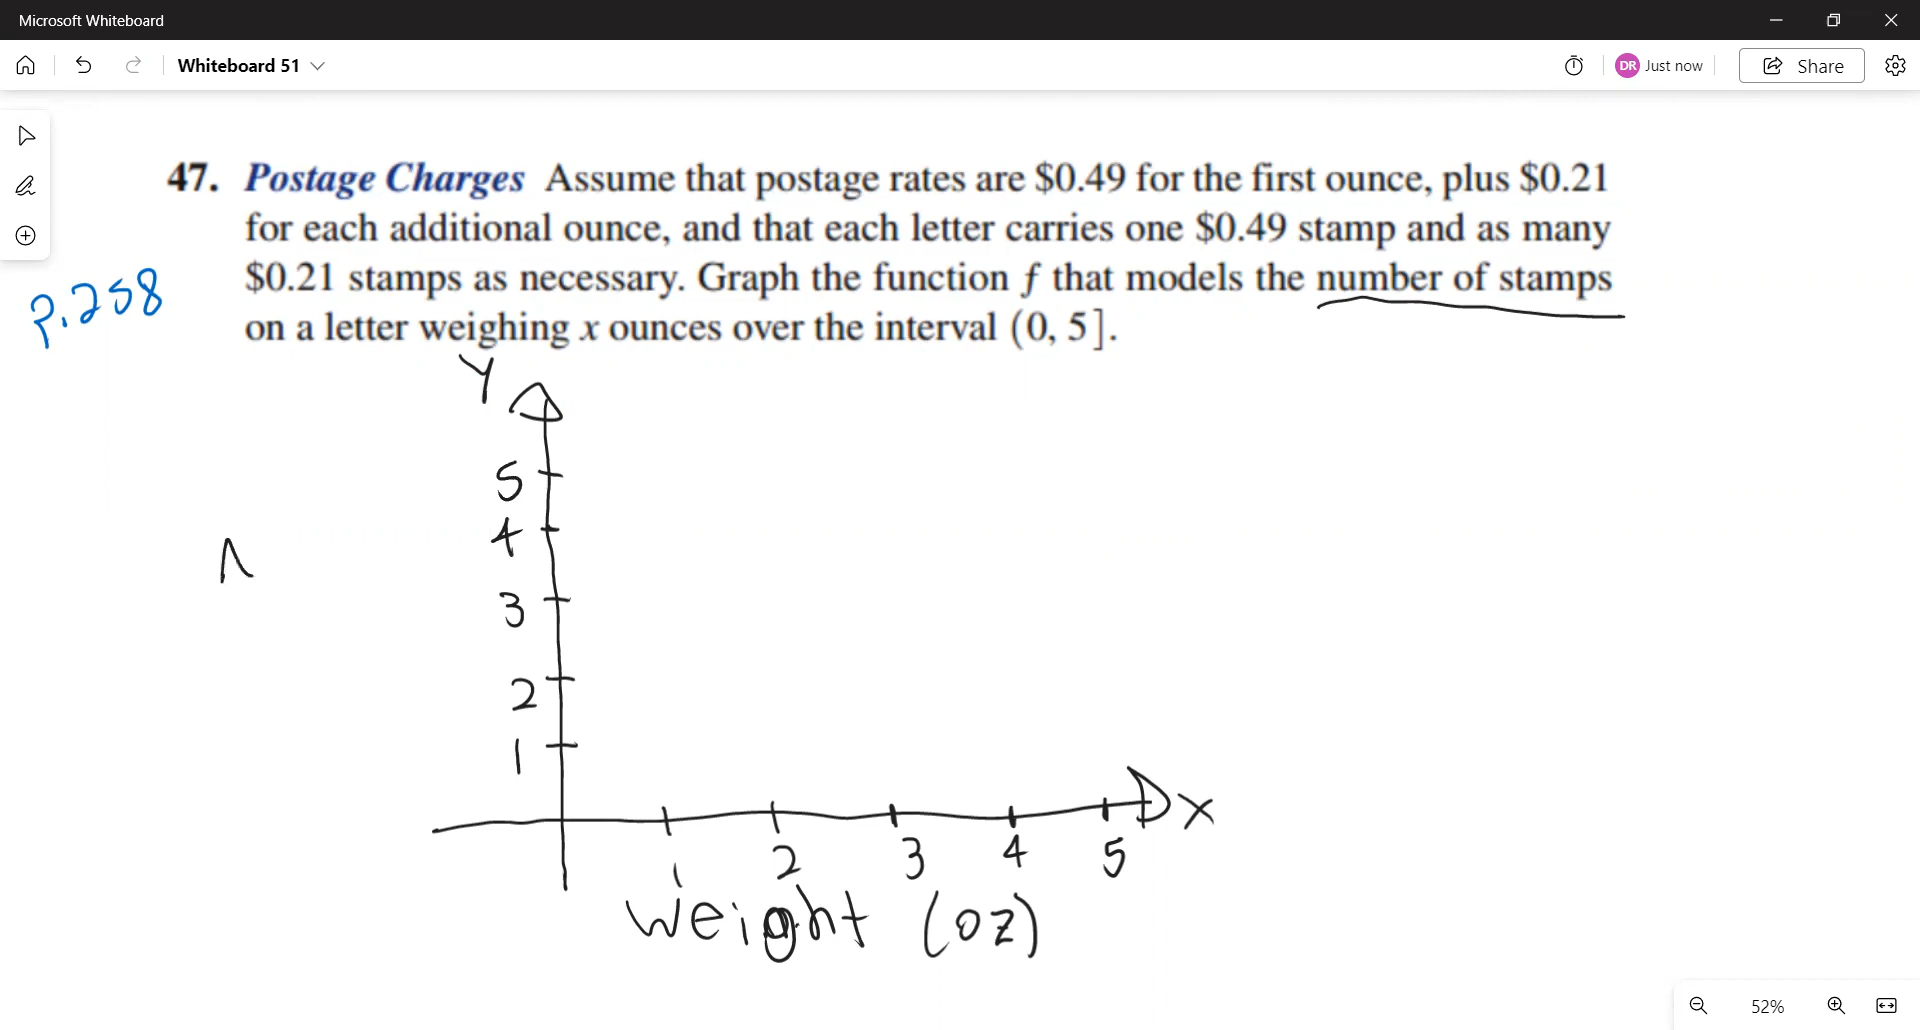 Microsoft Whiteboard
Whiteboard 51
DR Just now
Share
47. Postage Charges Assume that postage rates are $0.49 for the first ounce, plus $0.21
for each additional ounce, and that each letter carries one $0.49 stamp and as many
$0.21 stamps as necessary. Graph the function f that models the number of stamps
on a letter weighing x ounces over the interval (0, 5].
P.258
Y
5
4
3
2
1
X
1 2 3 4 5
Weight (oz)
52%